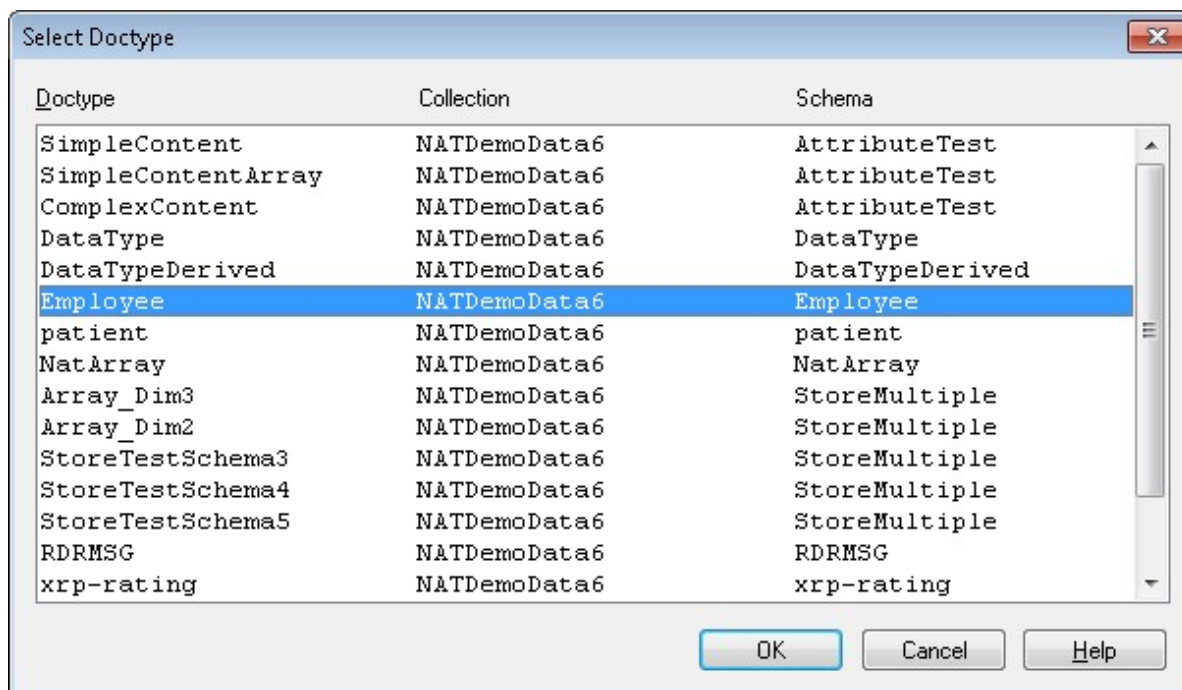 Select Doctype
Doctype Collection Schema
SimpleContent NATDemoData6 AttributeTest
SimpleContentArray NATDemoData6 AttributeTest
ComplexContent NATDemoData6 AttributeTest
DataType NATDemoData6 DataType
DataTypeDerived NATDemoData6 DataTypeDerived
Employee NATDemoData6 Employee
patient NATDemoData6 patient
NatArray NATDemoData6 NatArray
Array_Dim3 NATDemoData6 StoreMultiple
Array_Dim2 NATDemoData6 StoreMultiple
StoreTestSchema3 NATDemoData6 StoreMultiple
StoreTestSchema4 NATDemoData6 StoreMultiple
StoreTestSchema5 NATDemoData6 StoreMultiple
RDRMSG NATDemoData6 RDRMSG
xrp-rating NATDemoData6 xrp-rating
OK Cancel Help